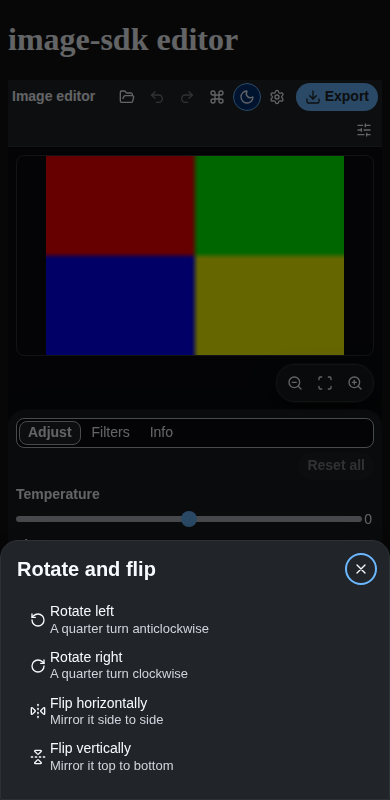 image-sdk editor
Image editor
Export
Adjust Filters Info
Reset all
Temperature
0
Rotate and flip
Rotate left
A quarter turn anticlockwise
Rotate right
A quarter turn clockwise
Flip horizontally
Mirror it side to side
Flip vertically
Mirror it top to bottom